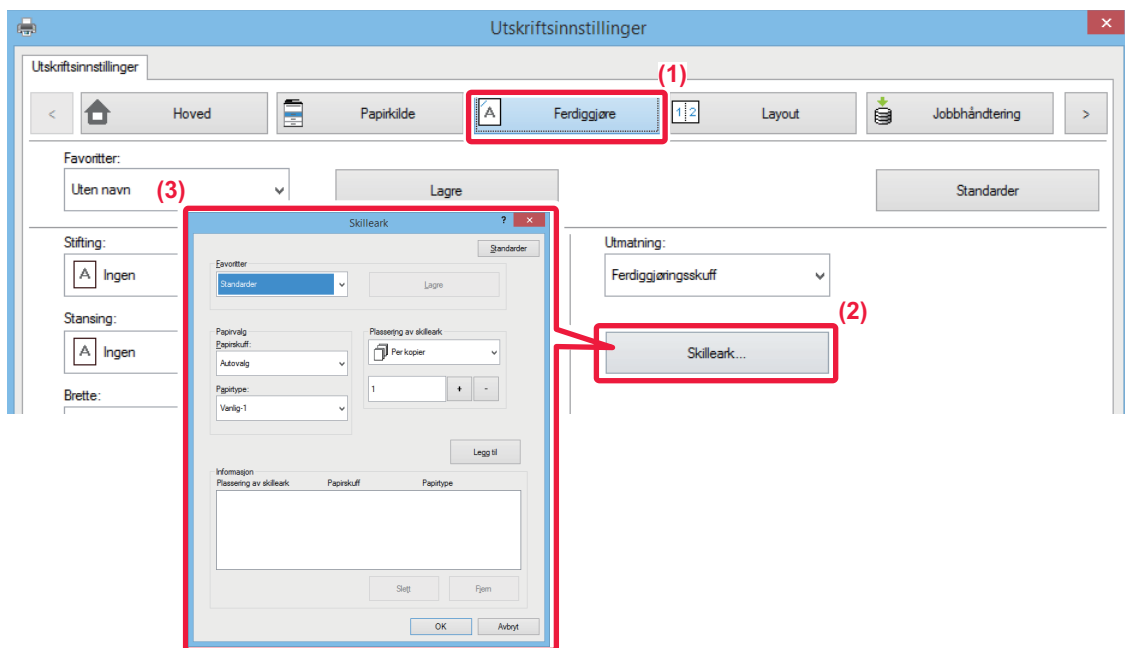 Utskriftsinnstillinger
×
Utskriftsinnstillinger
(1)
< Hoved Papirkilde A Ferdiggjøre 1 2 Layout Jobbhåndtering >
Favoritter:
Uten navn (3) Lagre Standarder
Skilleark ? ×
Standarder
Favoritter
Standarder Lagre
Papirvalg
Papirskuff:
Autovalg
Papirtype:
Vanlig-1
Plassering av skilleark
Per kopier
1 + -
Legg til
Informasjon
Plassering av skilleark Papirskuff Papirtype
Slett Fjern
OK Avbryt
Stifting:
A Ingen
Stansing:
A Ingen
Brette:
Utmatning:
Ferdiggjøringsskuff
(2)
Skilleark...